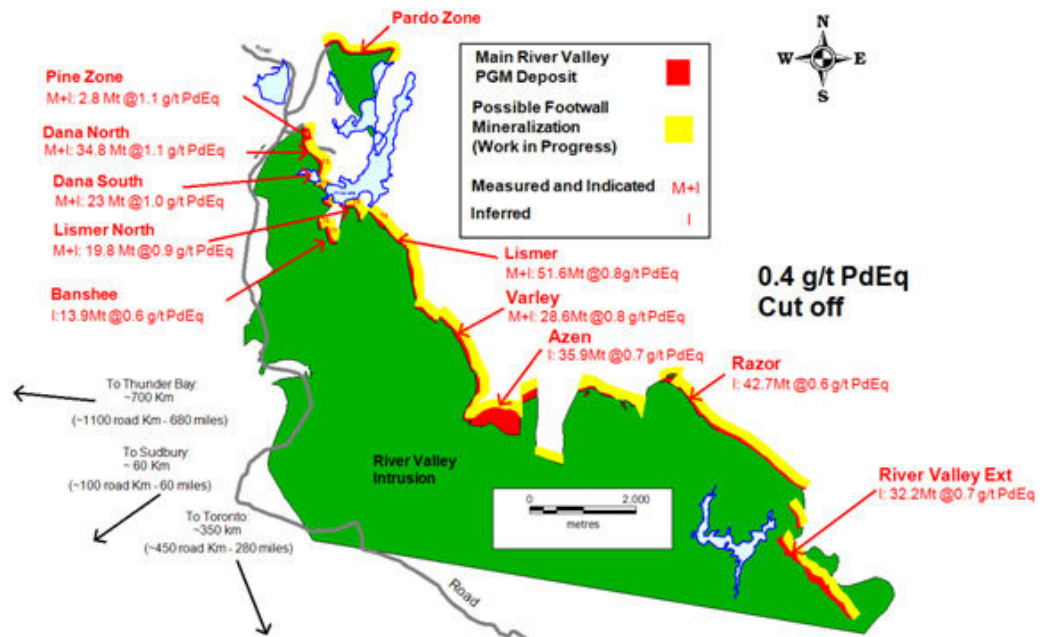 Pardo Zone
N
W E
S
Pine Zone
M+I: 2.8 Mt @1.1 g/t PdEq
Dana North
M+I: 34.8 Mt @1.1 g/t PdEq
Dana South
M+I: 23 Mt @1.0 g/t PdEq
Lismer North
M+I: 19.8 Mt @0.9 g/t PdEq
Banshee
I:13.9Mt @0.6 g/t PdEq)
Main River Valley
PGM Deposit
Possible Footwall
Mineralization
(Work in Progress)
Measured and Indicated M+I
Inferred I
Lismer
M+I: 51.6Mt @0.8g/t PdEq
Varley
M+I: 28.6Mt @0.8 g/t PdEq
Azen
I: 35.9Mt @0.7 g/t PdEq
0.4 g/t PdEq
Cut off
Razor
I: 42.7Mt @0.6 g/t PdEq
River Valley Ext
I: 32.2Mt @0.7 g/t PdEq
To Thunder Bay:
~700 Km
(~1100 road Km - 680 miles)
To Sudbury:
~ 60 Km
(~100 road Km - 60 miles)
To Toronto:
~350 km
(~450 road Km - 280 miles)
River Valley
Intrusion
0 2,000
metres
Road